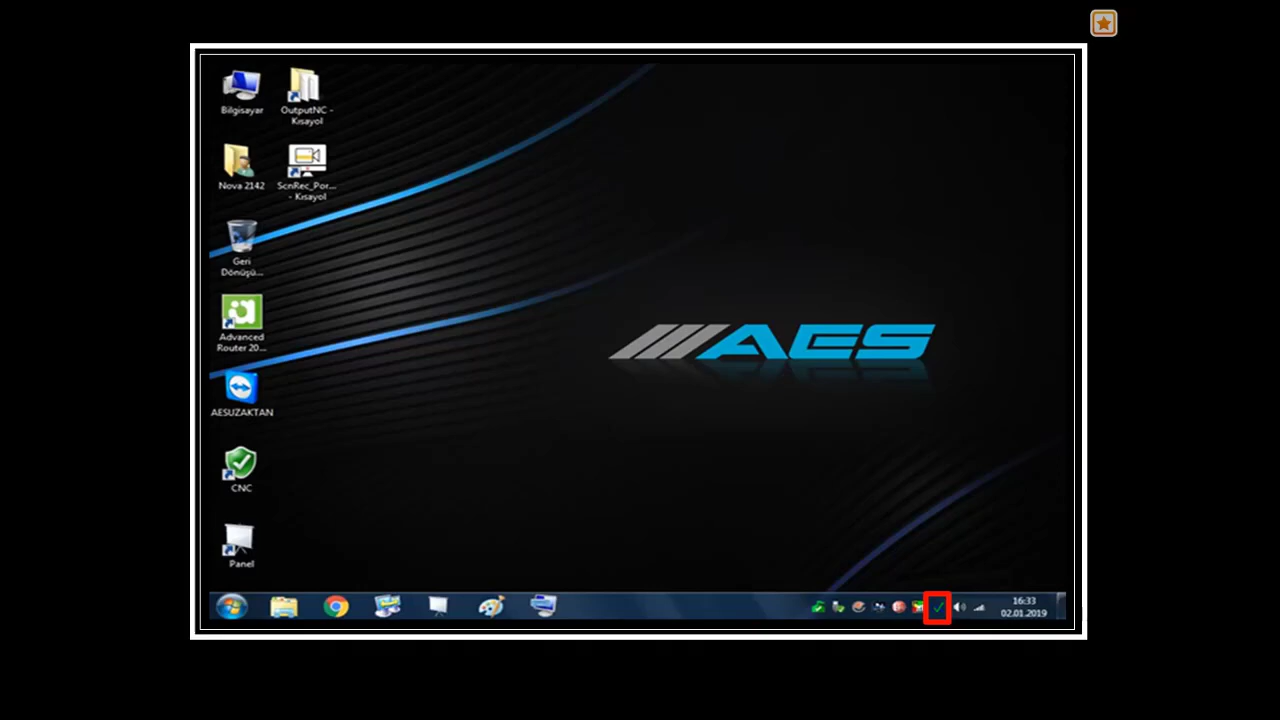 Bilgisayar
OutputNC -
Kısayol
Nova 2142
ScnRec_Por...
- Kısayol
Geri
Dönüşü...
Advanced
Router 20...
AESUZAKTAN
CNC
Panel
AES
16:33
02.01.2019